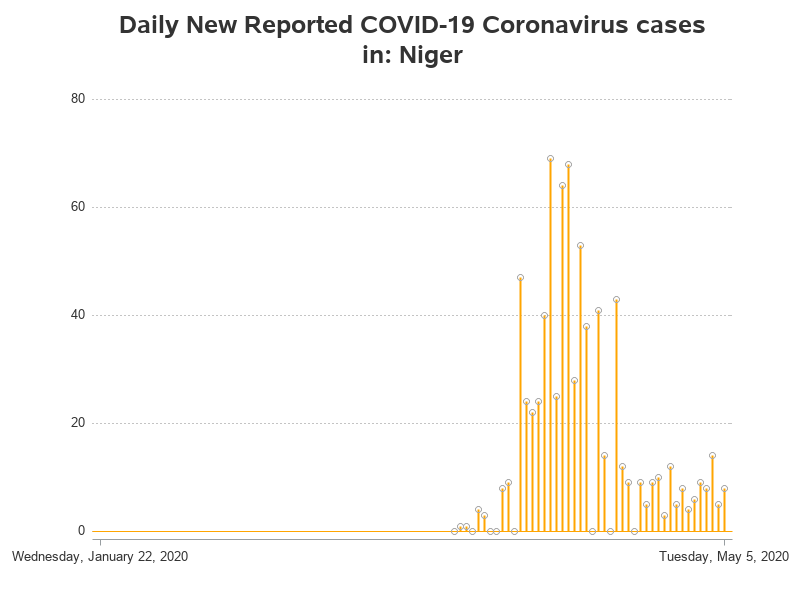 Daily New Reported COVID-19 Coronavirus cases
in: Niger
80
60
40
20
0
Wednesday, January 22, 2020
Tuesday, May 5, 2020